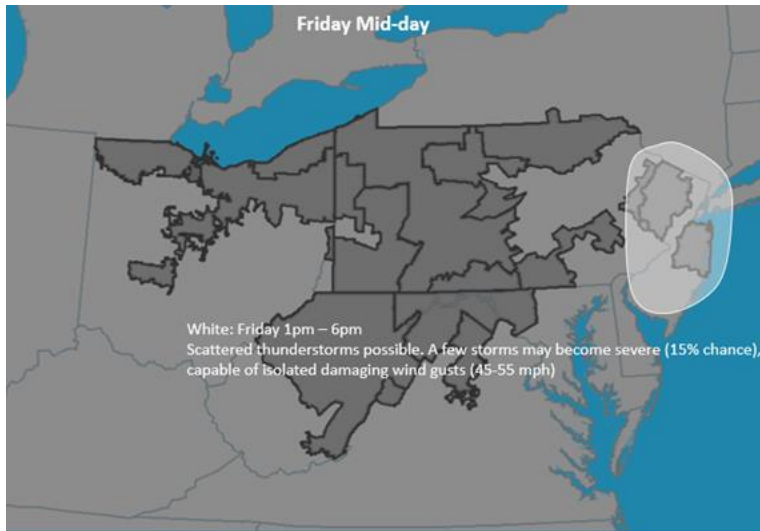 Friday Mid-day
White: Friday 1pm – 6pm
Scattered thunderstorms possible. A few storms may become severe (15% chance),
capable of isolated damaging wind gusts (45-55 mph)